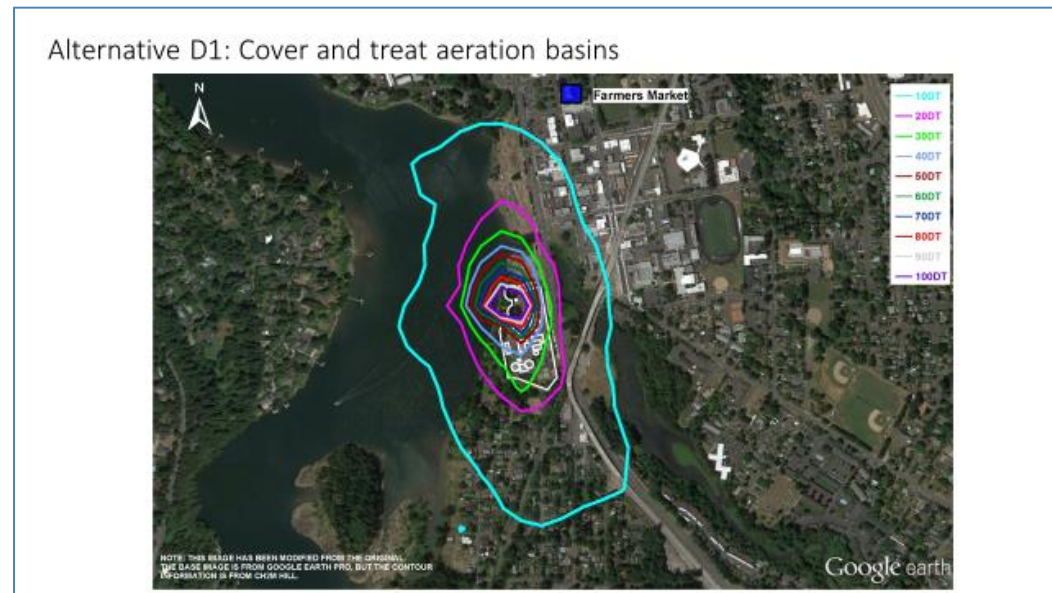 Alternative D1: Cover and treat aeration basins
N
Farmers Market
10DT
20DT
30DT
40DT
50DT
60DT
70DT
80DT
90DT
100DT
NOTE: THIS IMAGE HAS BEEN MODIFIED FROM THE ORIGINAL.
THE BASE IMAGE IS FROM GOOGLE EARTH PRO, BUT THE CONTOUR
INFORMATION IS FROM CH2M HILL.
Google earth